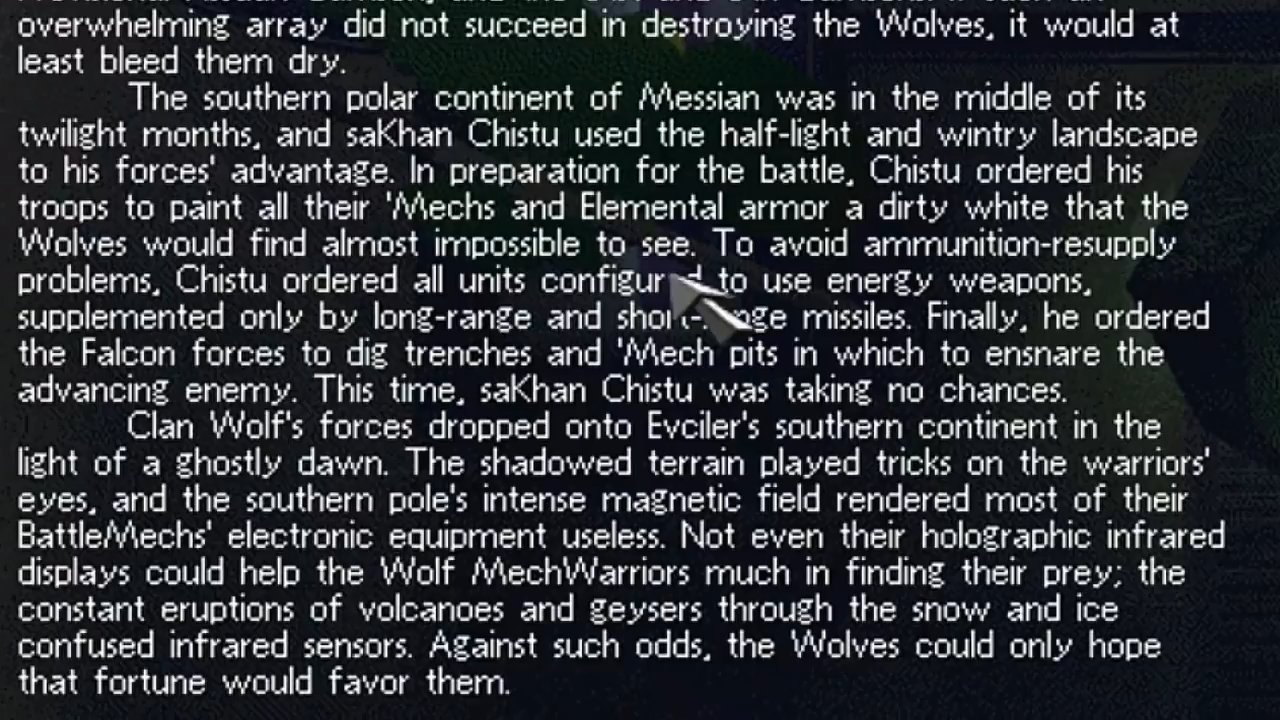 overwhelming array did not succeed in destroying the Wolves, it would at
least bleed them dry.
The southern polar continent of Messian was in the middle of its
twilight months, and saKhan Chistu used the half-light and wintry landscape
to his forces' advantage. In preparation for the battle, Chistu ordered his
troops to paint all their 'Mechs and Elemental armor a dirty white that the
Wolves would find almost impossible to see. To avoid ammunition-resupply
problems, Chistu ordered all units to use energy weapons,
supplemented only by long-range and missiles. Finally, he ordered
the Falcon forces to dig trenches and 'Mech pits in which to ensnare the
advancing enemy. This time, saKhan Chistu was taking no chances.
Clan Wolf's forces dropped onto Evciler's southern continent in the
light of a ghostly dawn. The shadowed terrain played tricks on the warriors'
eyes, and the southern pole's intense magnetic field rendered most of their
BattleMechs' electronic equipment useless. Not even their holographic infrared
displays could help the Wolf MechWarriors much in finding their prey; the
constant eruptions of volcanoes and geysers through the snow and ice
confused infrared sensors. Against such odds, the Wolves could only hope
that fortune would favor them.